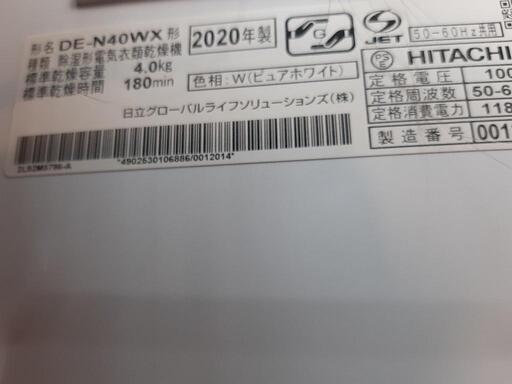 形名 DE-N40WX 形
種類 除湿形電気衣類乾燥機
標準乾燥容量 4.0kg
標準乾燥時間 180min
2020年製
色相：W(ピュアホワイト)
日立グローバルライフソリューションズ(株)
*4902530106886/0012014*
G
S
JET
50-60Hz共用
PS
E
HITACHI
定格電圧 100
定格周波数 50-6
定格消費電力 118
製造番号 001